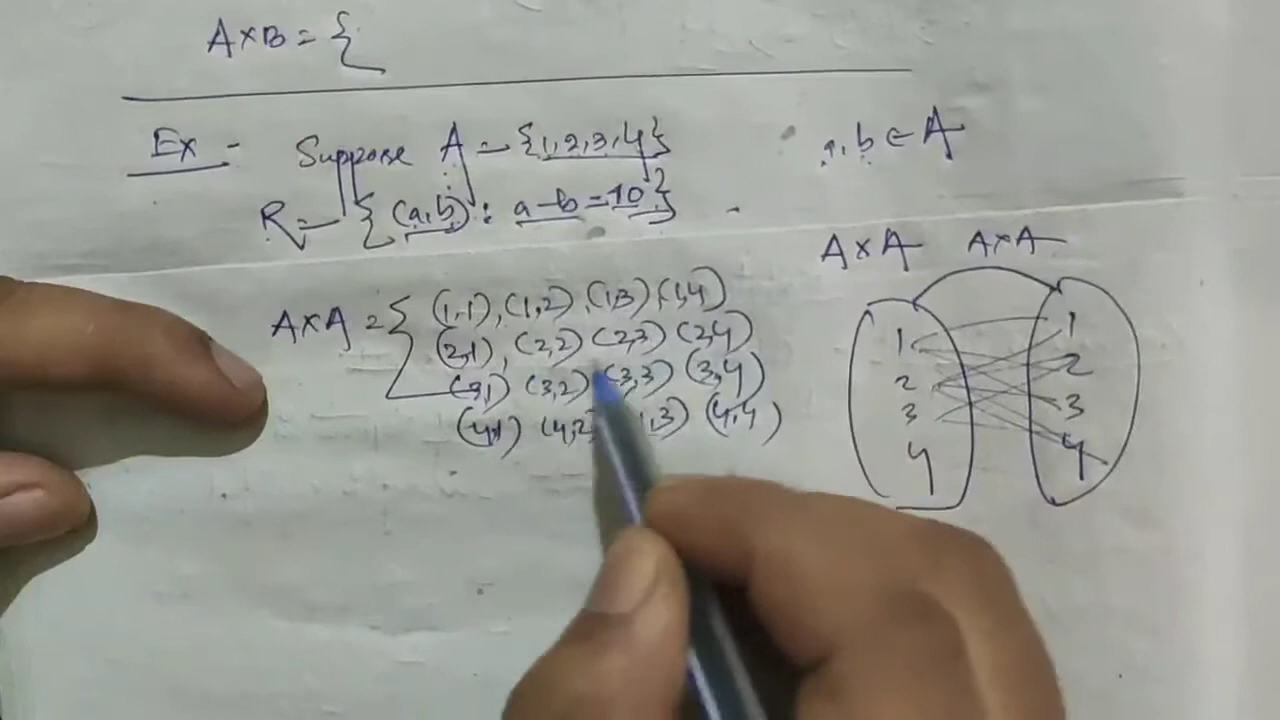 A×B = {
Ex - Suppose A = {1,2,3,4} a,b ∈ A
R = {(a,b) : a-b = 10}
A×A A×A
A×A = { (1,1), (1,2), (1,3) (1,4)
(2,1), (2,2) (2,3) (2,4)
(3,1) (3,2) (3,3) (3,4)
(4,1) (4,2) ,3) (4,4)
1 1
2 2
3 3
4 4